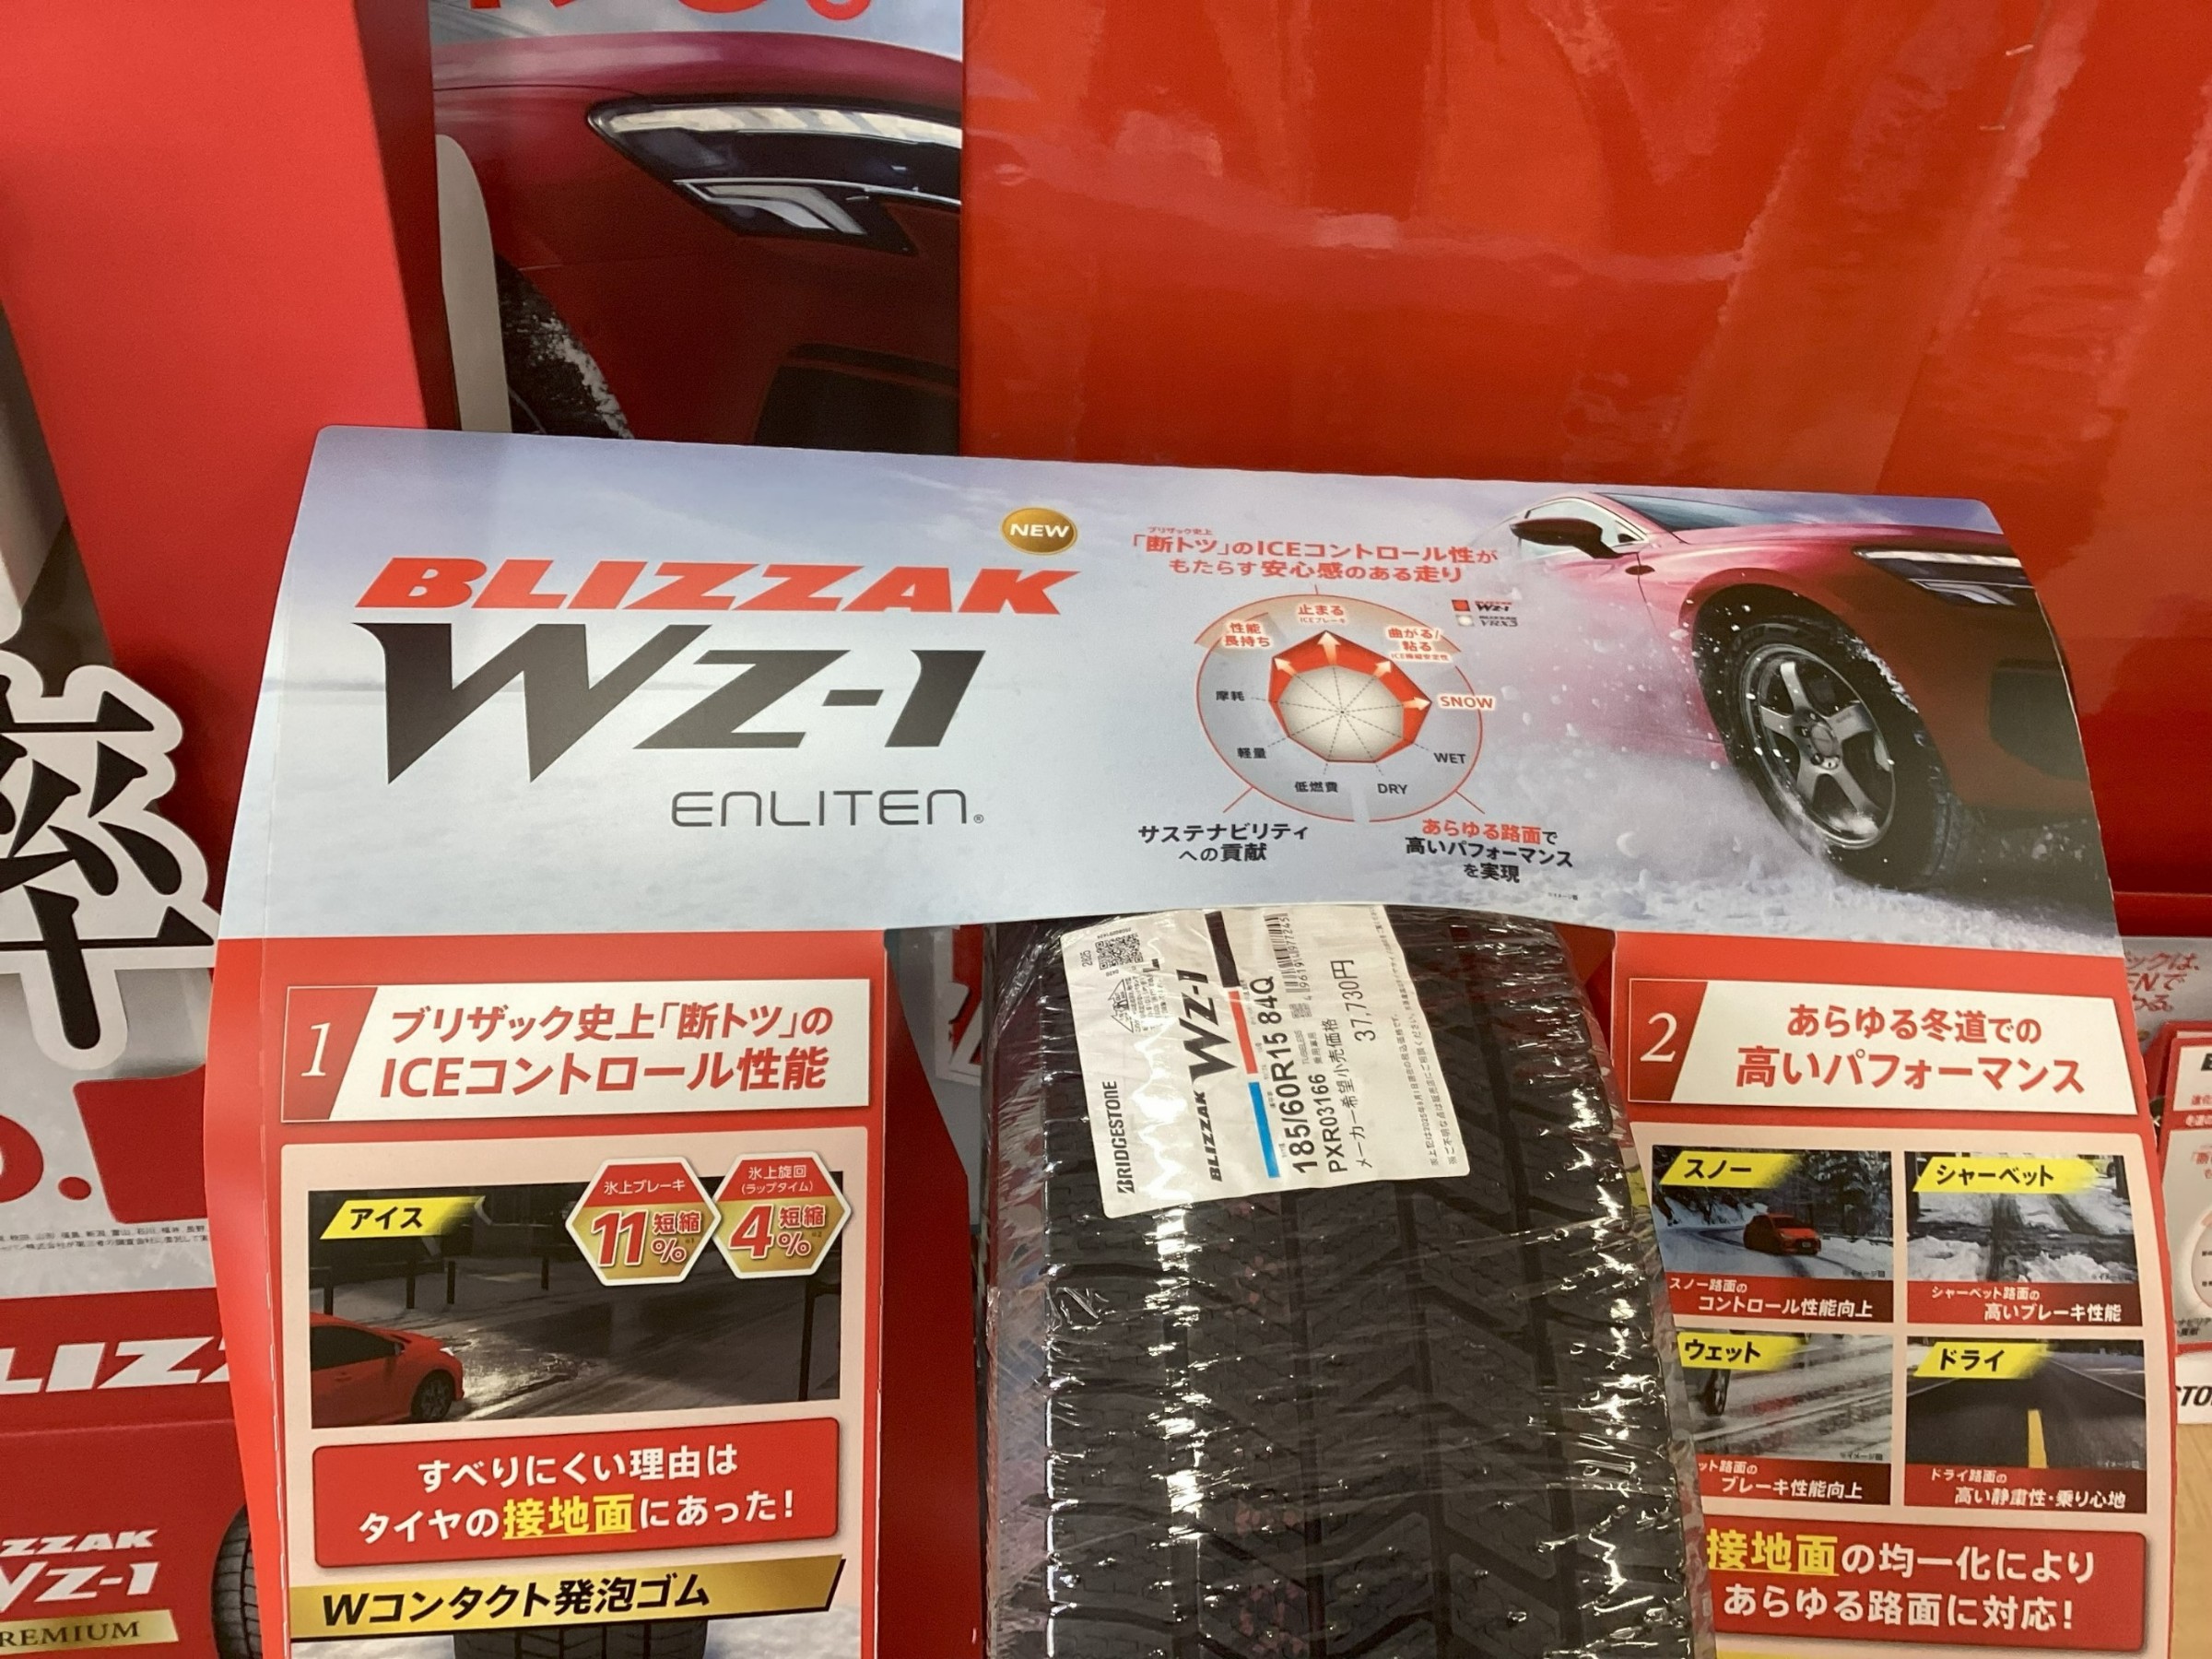 NEW
BLIZZAK
WZ-1
ENLITEN®
ブリザック史上
「断トツ」のICEコントロール性が
もたらす安心感のある走り
WZ-1
VRX3
止まる
ICEブレーキ
性能
長持ち
曲がる/
粘る
摩耗
SNOW
軽量
WET
低燃費
DRY
サステナビリティ
への貢献
あらゆる路面で
高いパフォーマンス
を実現
1
ブリザック史上「断トツ」の
ICEコントロール性能
アイス
氷上ブレーキ
11%短縮
氷上旋回
(ラップタイム)
4%短縮
すべりにくい理由は
タイヤの接地面にあった!
Wコンタクト発泡ゴム
BRIDGESTONE
BLIZZAK WZ-1
185/60R15 84Q
TUBELESS
PXR03166
メーカー希望小売価格
37,730円
2
あらゆる冬道での
高いパフォーマンス
スノー
スノー路面の
コントロール性能向上
シャーベット
シャーベット路面の
高いブレーキ性能
ウェット
ット路面の
ブレーキ性能向上
ドライ
ドライ路面の
高い静粛性・乗り心地
接地面の均一化により
あらゆる路面に対応!
率
LIZZ
ZZAK
WZ-1
REMIUM